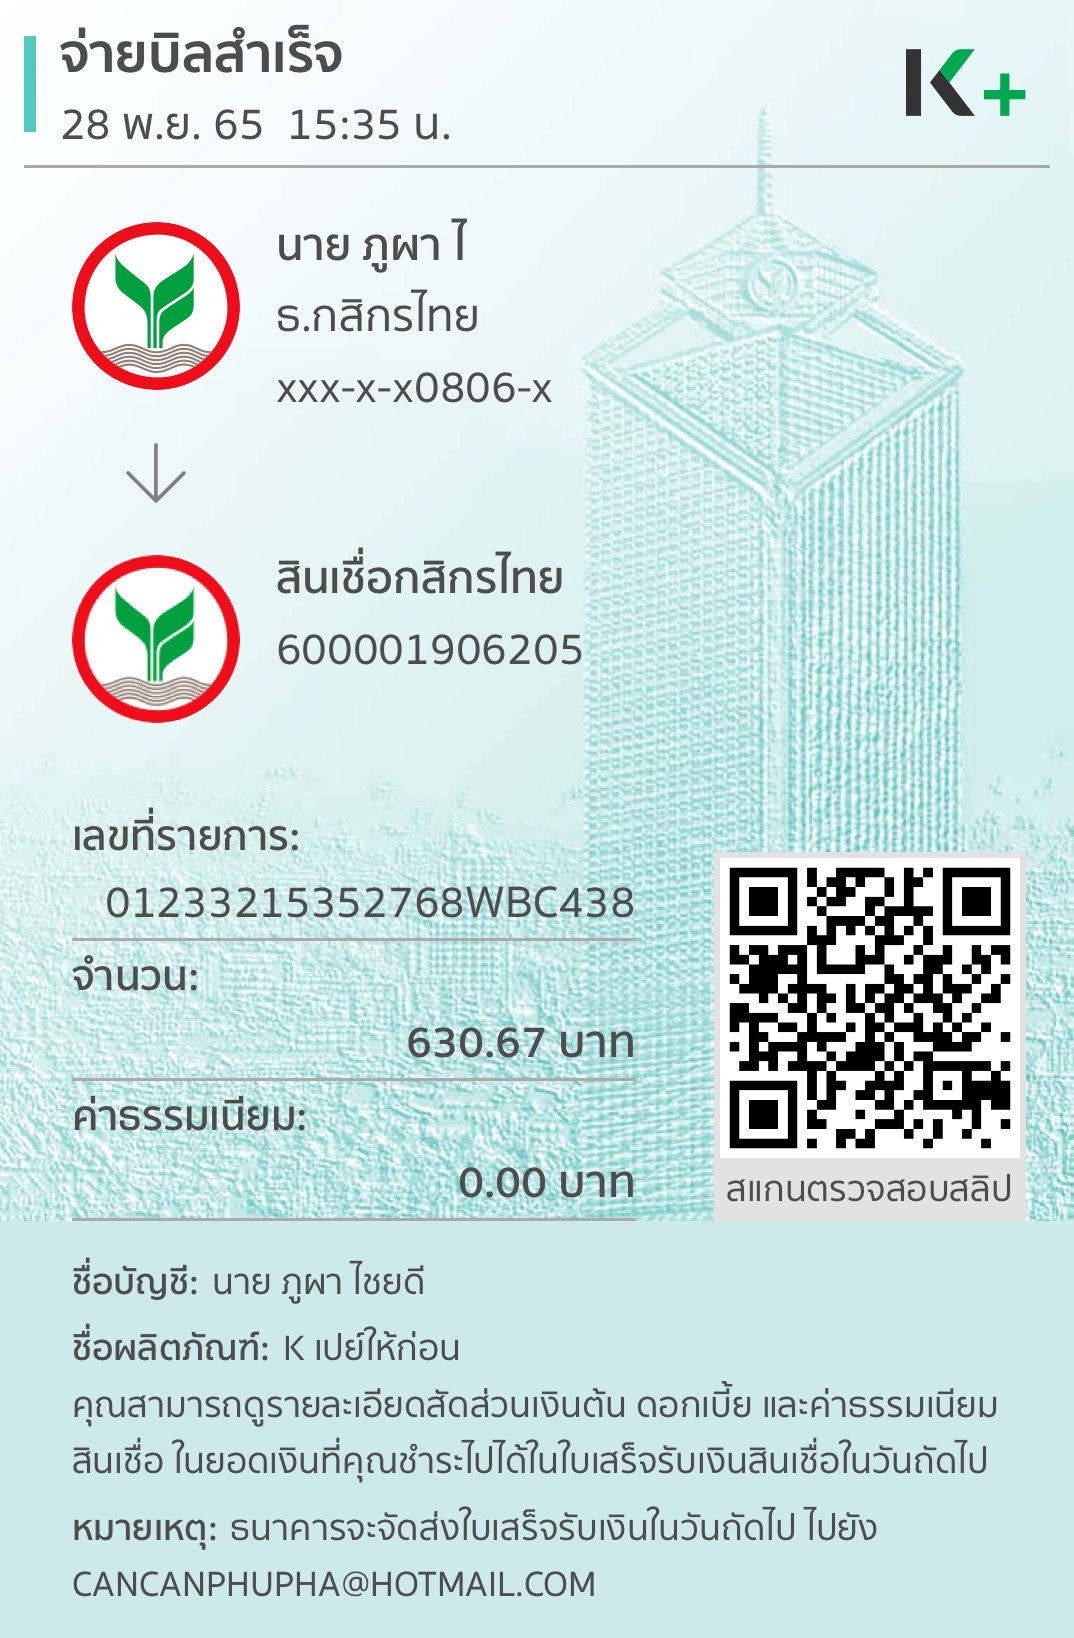 จ่ายบิลสำเร็จ
28 พ.ย. 65 15:35 น.
K+
นาย ภูผา ไ
ธ.กสิกรไทย
xxx-x-x0806-x
สินเชื่อกสิกรไทย
600001906205
เลขที่รายการ:
01233215352768WBC438
จำนวน:
630.67 บาท
ค่าธรรมเนียม:
0.00 บาท
สแกนตรวจสอบสลิป
ชื่อบัญชี: นาย ภูผา ไชยดี
ชื่อผลิตภัณฑ์: K เปย์ให้ก่อน
คุณสามารถดูรายละเอียดสัดส่วนเงินต้น ดอกเบี้ย และค่าธรรมเนียม
สินเชื่อ ในยอดเงินที่คุณชำระไปได้ในใบเสร็จรับเงินสินเชื่อในวันถัดไป
หมายเหตุ: ธนาคารจะจัดส่งใบเสร็จรับเงินในวันถัดไป ไปยัง
CANCANPHUPHA@HOTMAIL.COM